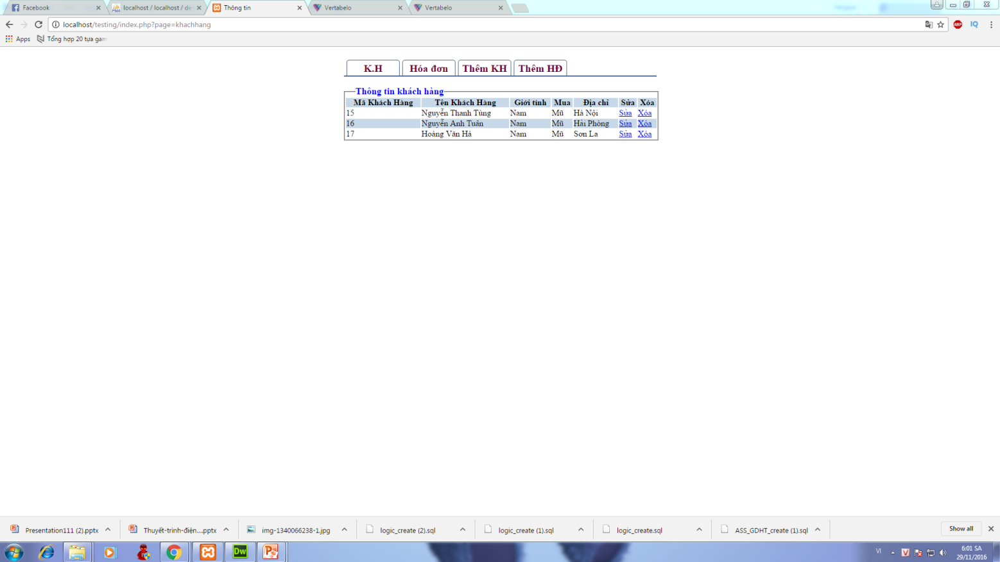 Facebook
localhost / localhost / de
Thông tin
Vertabelo
Vertabelo
localhost/testing/index.php?page=khachhang
ABP
IQ
Apps
Tổng hợp 20 tựa gam
K.H
Hóa đơn
Thêm KH
Thêm HĐ
Thông tin khách hàng
Mã Khách Hàng Tên Khách Hàng Giới tính Mua Địa chỉ Sửa Xóa
15 Nguyễn Thanh Tùng Nam Mũ Hà Nội Sửa Xóa
16 Nguyễn Anh Tuấn Nam Mũ Hải Phòng Sửa Xóa
17 Hoàng Văn Hà Nam Mũ Sơn La Sửa Xóa
Presentation111 (2).pptx
Thuyết-trinh-điện....pptx
img-1340066238-1.jpg
logic_create (2).sql
logic_create (1).sql
logic_create.sql
ASS_GDHT_create (1).sql
Show all
Dw
VI
V
6:01 SA
29/11/2016